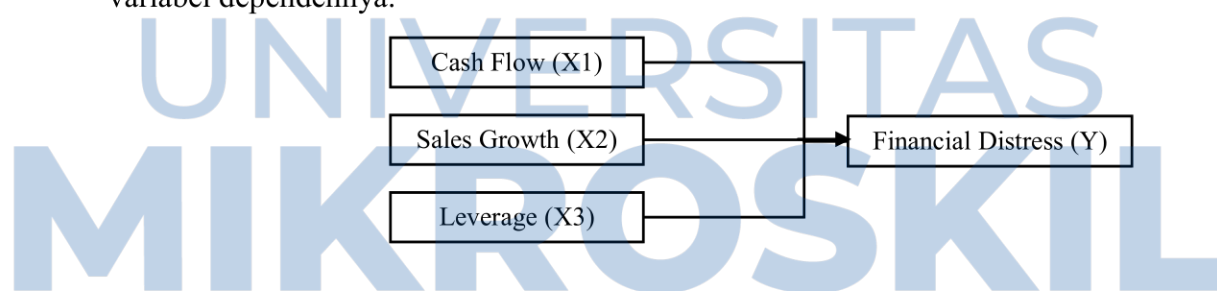 variabel dependennya.
UNIVERSITAS
MIKROSKIL
Cash Flow (X1)
Sales Growth (X2)
Leverage (X3)
Financial Distress (Y)